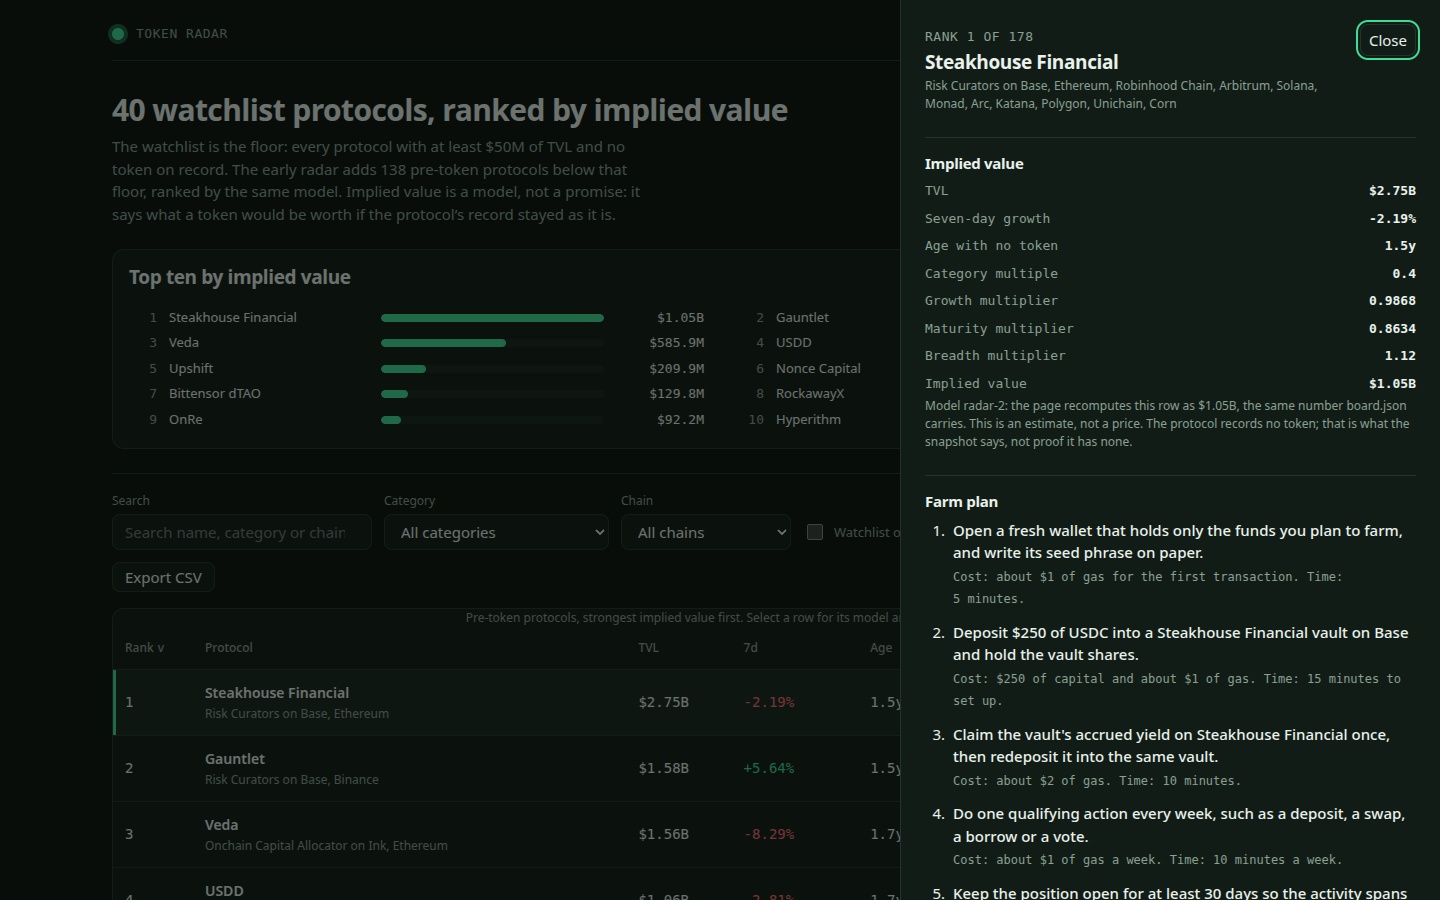 TOKEN RADAR
40 watchlist protocols, ranked by implied value
The watchlist is the floor: every protocol with at least $50M of TVL and no
token on record. The early radar adds 138 pre-token protocols below that
floor, ranked by the same model. Implied value is a model, not a promise: it
says what a token would be worth if the protocol's record stayed as it is.
Top ten by implied value
1 Steakhouse Financial $1.05B 2 Gauntlet
3 Veda $585.9M 4 USDD
5 Upshift $209.9M 6 Nonce Capital
7 Bittensor dTAO $129.8M 8 RockawayX
9 OnRe $92.2M 10 Hyperithm
Search Category Chain
Search name, category or chain All categories All chains Watchlist
Export CSV
Pre-token protocols, strongest implied value first. Select a row for its model
Rank v Protocol TVL 7d Age
1 Steakhouse Financial $2.75B -2.19% 1.5y
Risk Curators on Base, Ethereum
2 Gauntlet $1.58B +5.64% 1.5y
Risk Curators on Base, Binance
3 Veda $1.56B -8.29% 1.7y
Onchain Capital Allocator on Ink, Ethereum
4 USDD $1.06B -2.81% 1.7y
RANK 1 OF 178
Close
Steakhouse Financial
Risk Curators on Base, Ethereum, Robinhood Chain, Arbitrum, Solana,
Monad, Arc, Katana, Polygon, Unichain, Corn
Implied value
TVL $2.75B
Seven-day growth -2.19%
Age with no token 1.5y
Category multiple 0.4
Growth multiplier 0.9868
Maturity multiplier 0.8634
Breadth multiplier 1.12
Implied value $1.05B
Model radar-2: the page recomputes this row as $1.05B, the same number board.json
carries. This is an estimate, not a price. The protocol records no token; that is what the
snapshot says, not proof it has none.
Farm plan
1. Open a fresh wallet that holds only the funds you plan to farm,
and write its seed phrase on paper.
Cost: about $1 of gas for the first transaction. Time:
5 minutes.
2. Deposit $250 of USDC into a Steakhouse Financial vault on Base
and hold the vault shares.
Cost: $250 of capital and about $1 of gas. Time: 15 minutes to
set up.
3. Claim the vault's accrued yield on Steakhouse Financial once,
then redeposit it into the same vault.
Cost: about $2 of gas. Time: 10 minutes.
4. Do one qualifying action every week, such as a deposit, a swap,
a borrow or a vote.
Cost: about $1 of gas a week. Time: 10 minutes a week.
5. Keep the position open for at least 30 days so the activity spans